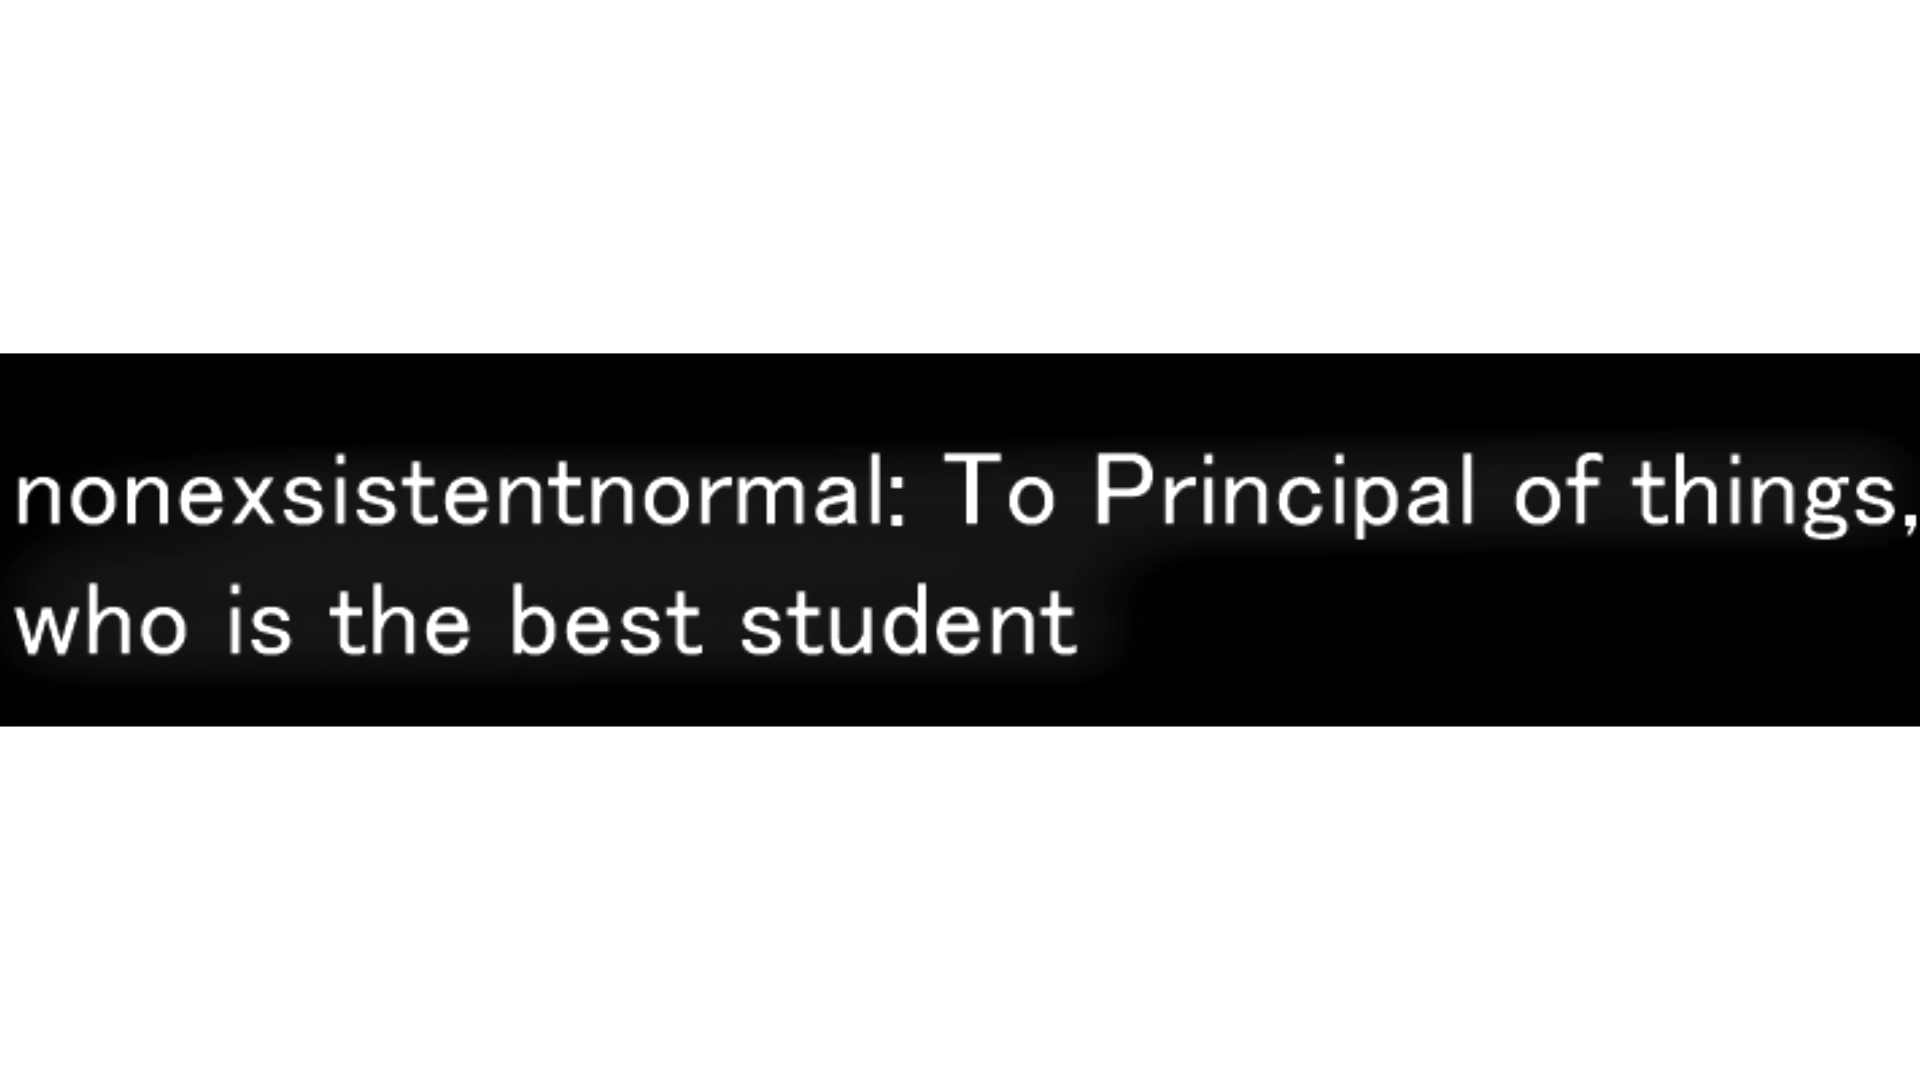 nonexsistentnormal: To Principal of things,
who is the best student